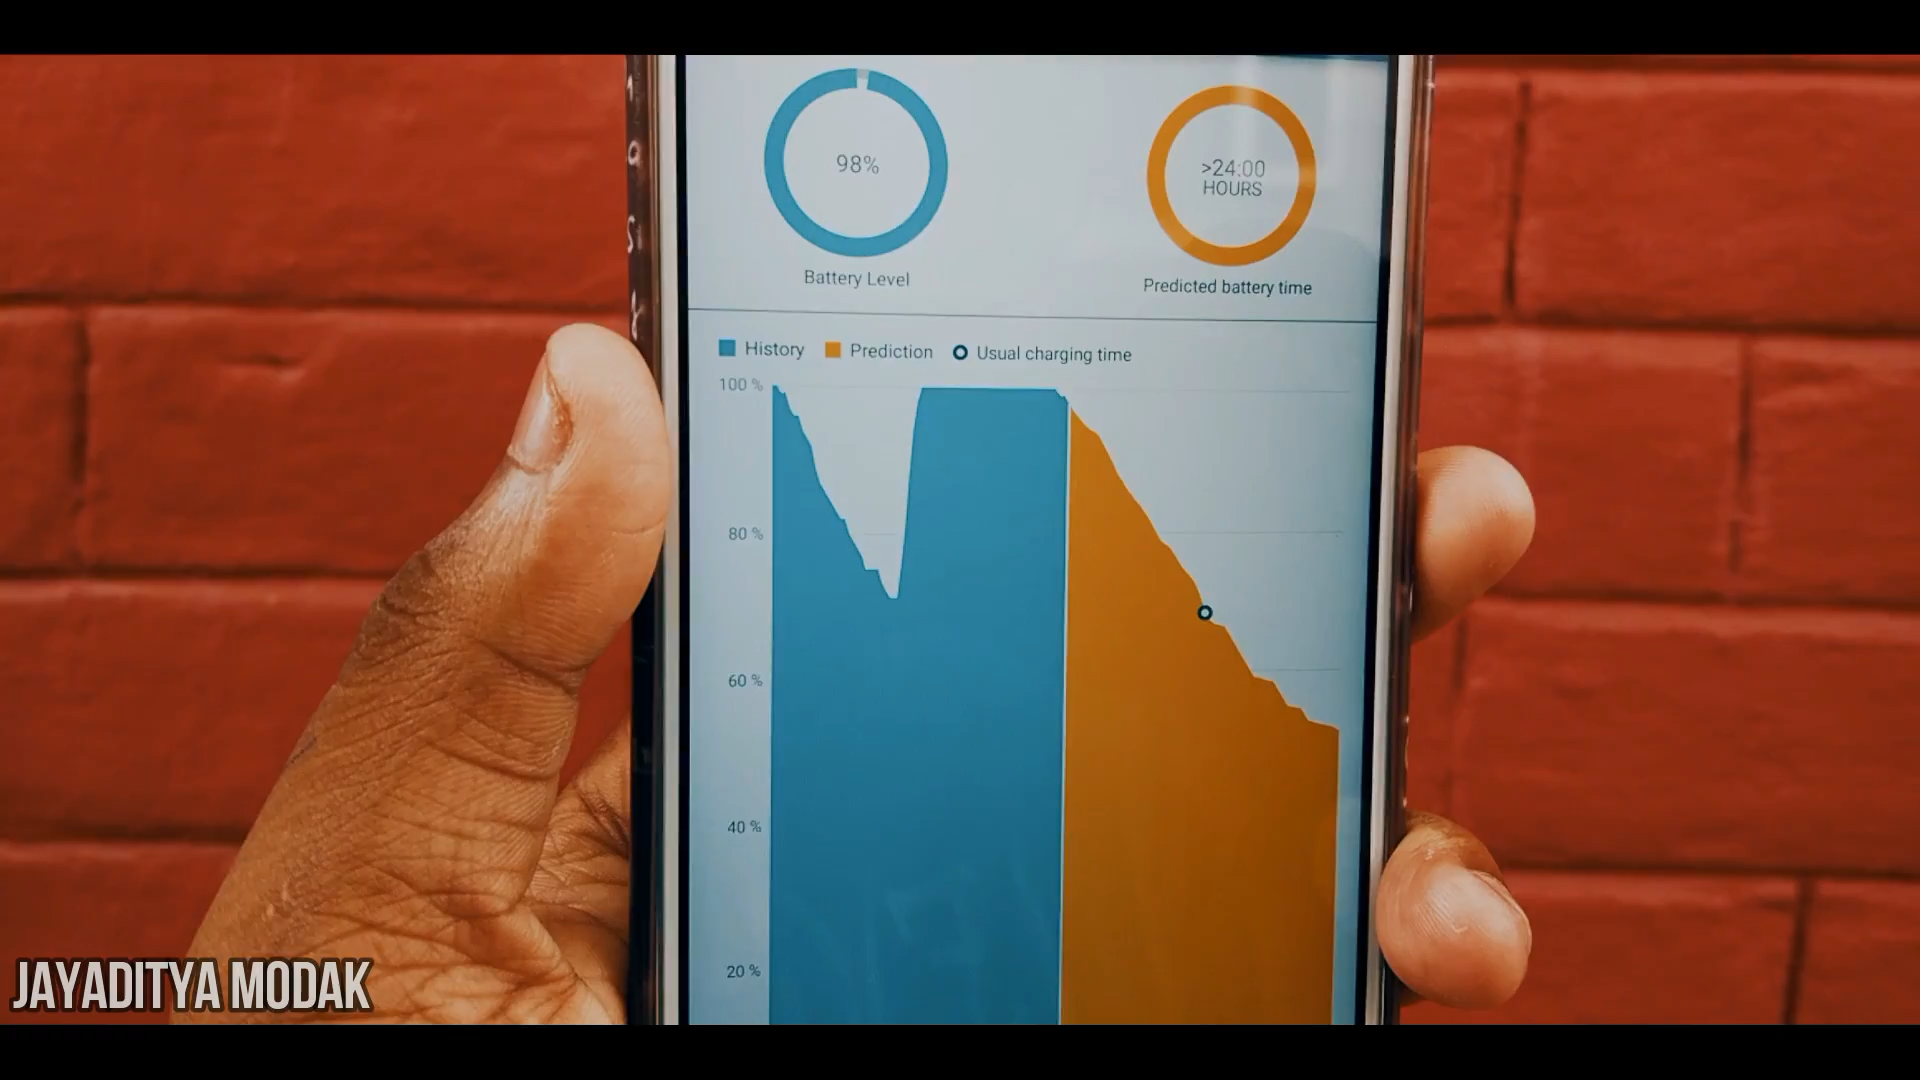 98%
>24:00
HOURS
Battery Level
Predicted battery time
History
Prediction
Usual charging time
100 %
80 %
60 %
40 %
20 %
JAYADITYA MODAK